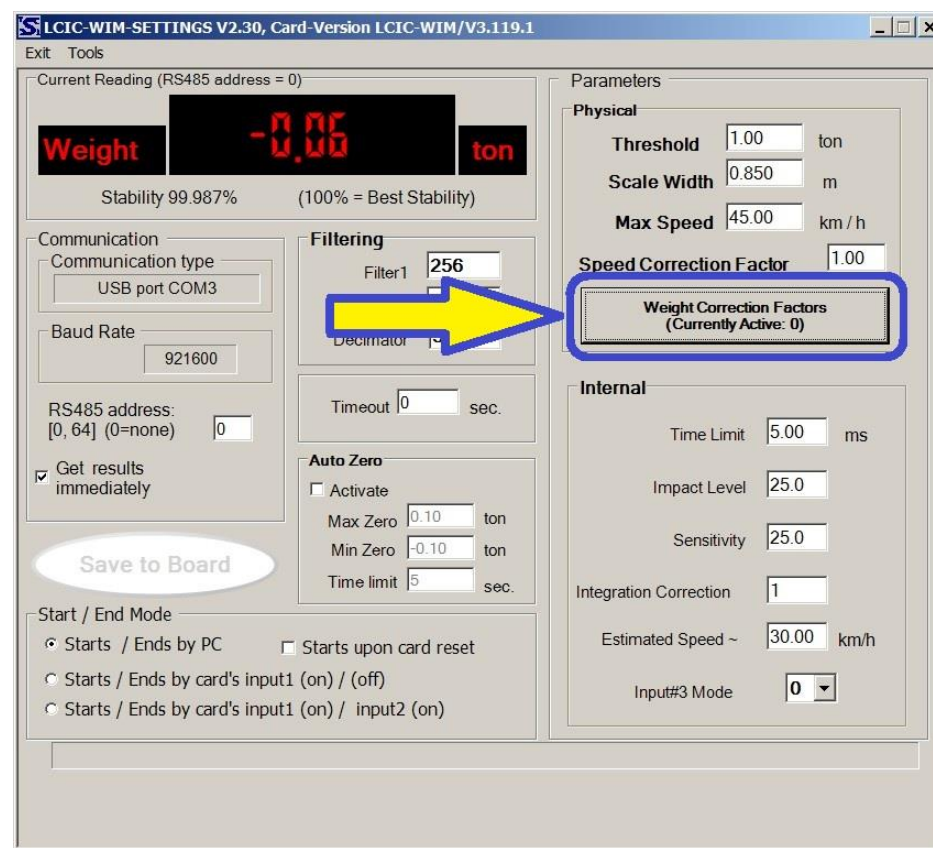 LCIC-WIM-SETTINGS V2.30, Card-Version LCIC-WIM/V3.119.1
Exit Tools
Current Reading (RS485 address = 0)
Weight -0.06 ton
Stability 99.987% (100% = Best Stability)
Communication
Communication type
USB port COM3
Baud Rate
921600
RS485 address:
[0, 64] (0=none) 0
Get results
immediately
Save to Board
Filtering
Filter1 256
Decimator
Timeout 0 sec.
Auto Zero
Activate
Max Zero 0.10 ton
Min Zero -0.10 ton
Time limit 5 sec.
Start / End Mode
Starts / Ends by PC Starts upon card reset
Starts / Ends by card's input1 (on) / (off)
Starts / Ends by card's input1 (on) / input2 (on)
Parameters
Physical
Threshold 1.00 ton
Scale Width 0.850 m
Max Speed 45.00 km / h
Speed Correction Factor 1.00
Weight Correction Factors
(Currently Active: 0)
Internal
Time Limit 5.00 ms
Impact Level 25.0
Sensitivity 25.0
Integration Correction 1
Estimated Speed ~ 30.00 km/h
Input#3 Mode 0